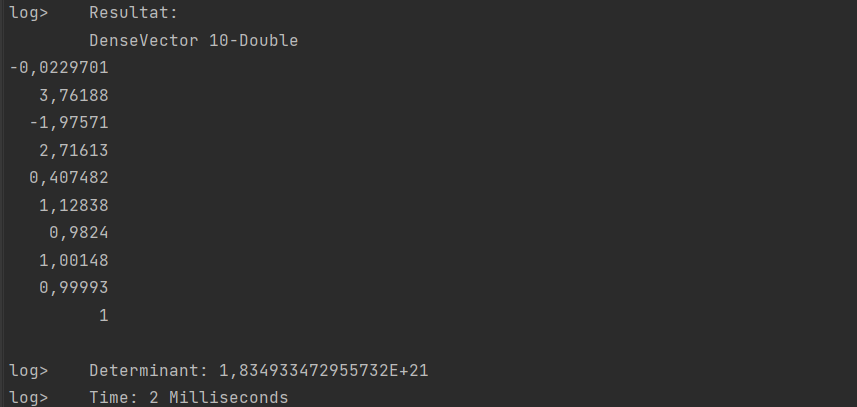 log> Resultat:
DenseVector 10-Double
-0,0229701
3,76188
-1,97571
2,71613
0,407482
1,12838
0,9824
1,00148
0,99993
1
log> Determinant: 1,834933472955732E+21
log> Time: 2 Milliseconds